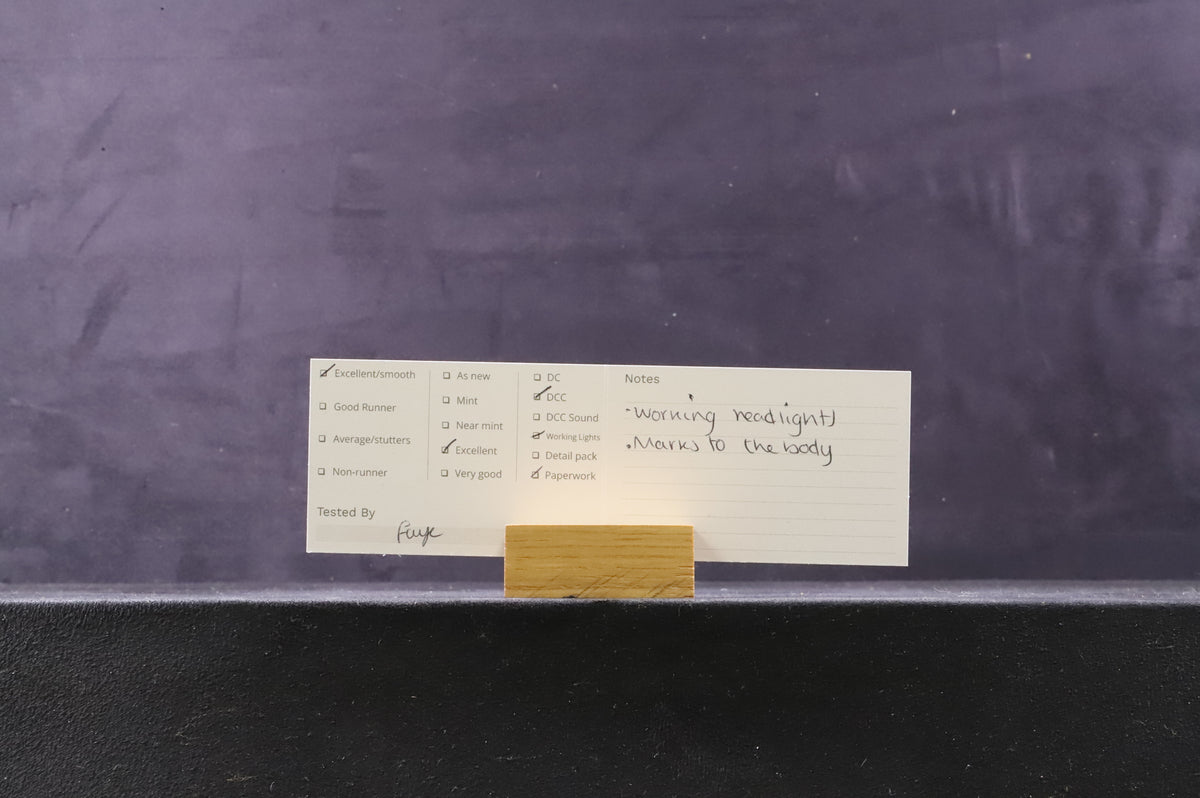 ☑ Excellent/smooth
☐ Good Runner
☐ Average/stutters
☐ Non-runner
☐ As new
☐ Mint
☐ Near mint
☑ Excellent
☐ Very good
☐ DC
☑ DCC
☐ DCC Sound
☑ Working Lights
☐ Detail pack
☑ Paperwork
Tested By
Faye
Notes
·Working headlights
·Marks to the body